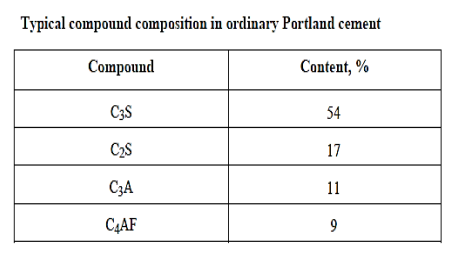 Typical compound composition in ordinary Portland cement
Compound Content, %
C₃S 54
C₂S 17
C₃A 11
C₄AF 9